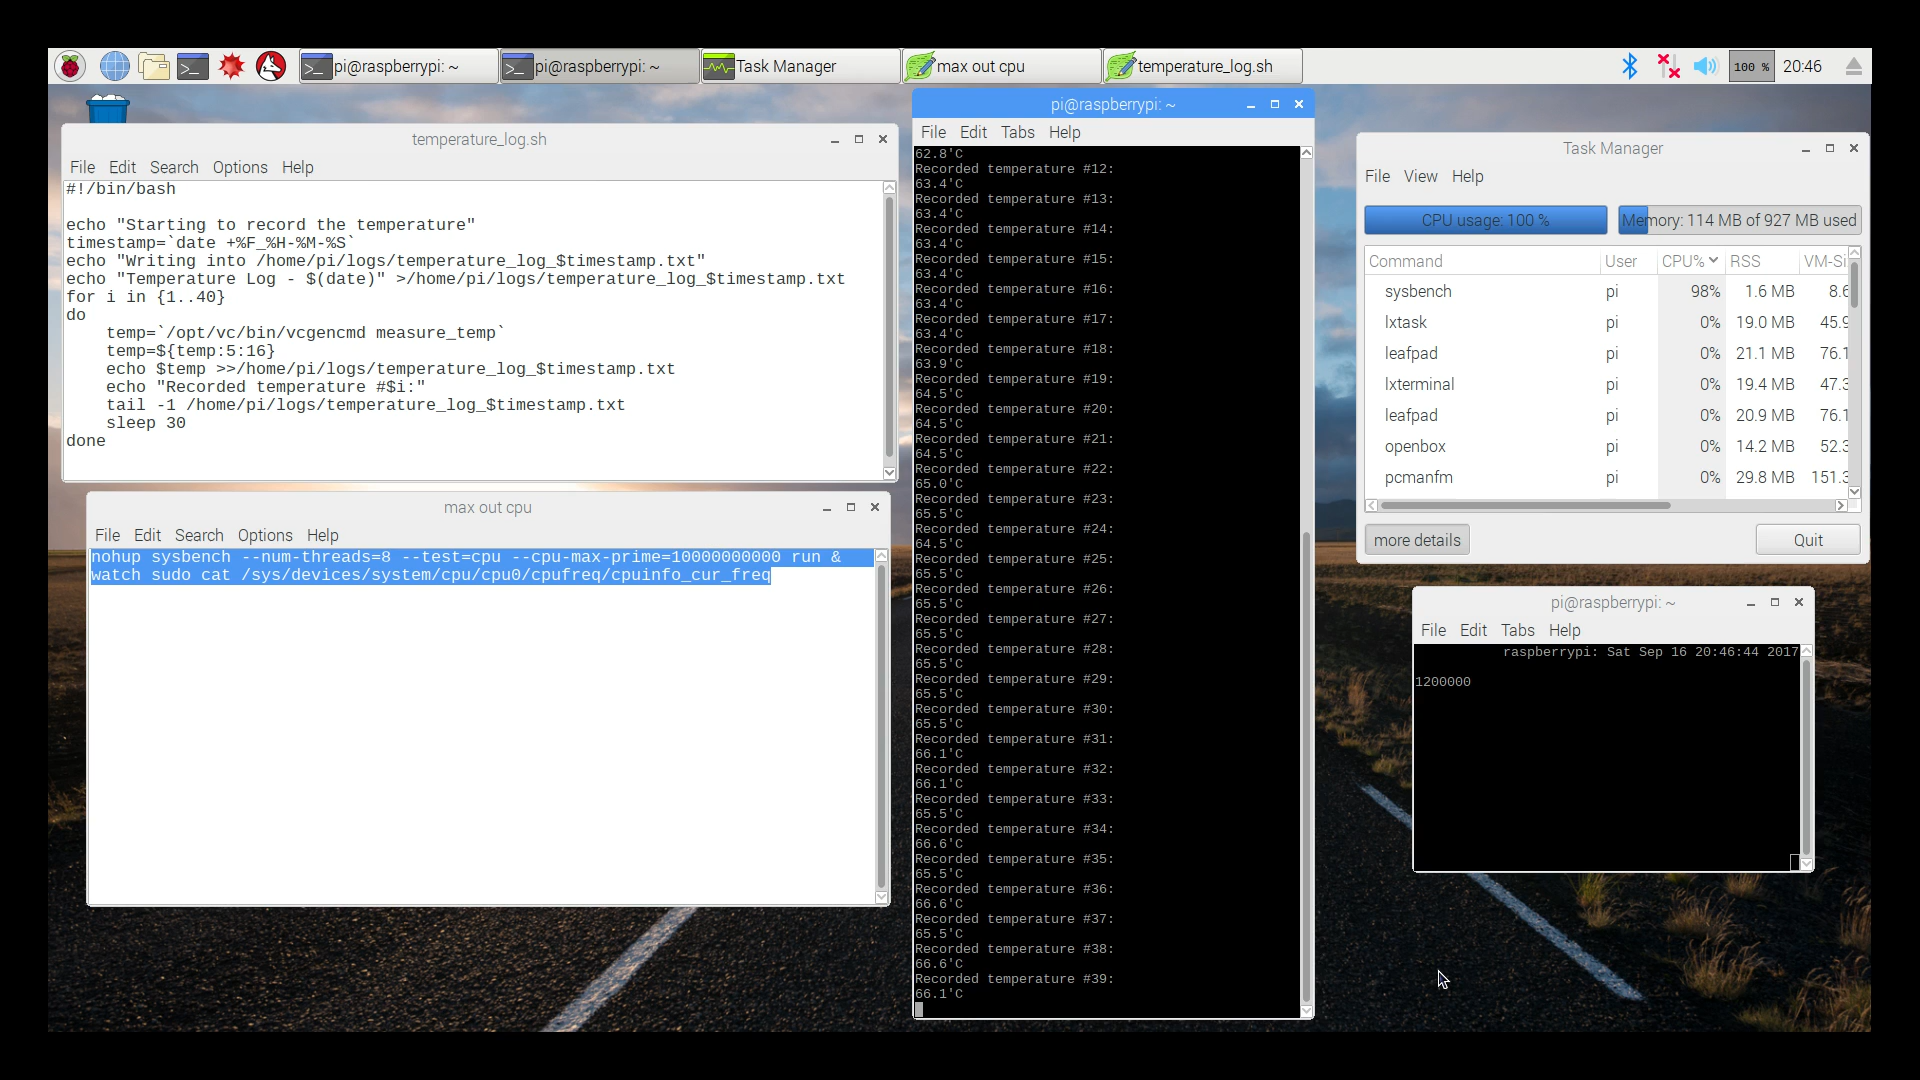 pi@raspberrypi: ~
pi@raspberrypi: ~
Task Manager
max out cpu
temperature_log.sh
100 %
20:46
temperature_log.sh
File Edit Search Options Help
#!/bin/bash
echo "Starting to record the temperature"
timestamp=`date +%F_%H-%M-%S`
echo "Writing into /home/pi/logs/temperature_log_$timestamp.txt"
echo "Temperature Log - $(date)" >/home/pi/logs/temperature_log_$timestamp.txt
for i in {1..40}
do
temp=`/opt/vc/bin/vcgencmd measure_temp`
temp=${temp:5:16}
echo $temp >>/home/pi/logs/temperature_log_$timestamp.txt
echo "Recorded temperature #$i:"
tail -1 /home/pi/logs/temperature_log_$timestamp.txt
sleep 30
done
max out cpu
File Edit Search Options Help
nohup sysbench --num-threads=8 --test=cpu --cpu-max-prime=10000000000 run &
watch sudo cat /sys/devices/system/cpu/cpu0/cpufreq/cpuinfo_cur_freq
pi@raspberrypi: ~
File Edit Tabs Help
62.8'C
Recorded temperature #12:
63.4'C
Recorded temperature #13:
63.4'C
Recorded temperature #14:
63.4'C
Recorded temperature #15:
63.4'C
Recorded temperature #16:
63.4'C
Recorded temperature #17:
63.4'C
Recorded temperature #18:
63.9'C
Recorded temperature #19:
64.5'C
Recorded temperature #20:
64.5'C
Recorded temperature #21:
64.5'C
Recorded temperature #22:
65.0'C
Recorded temperature #23:
65.5'C
Recorded temperature #24:
64.5'C
Recorded temperature #25:
65.5'C
Recorded temperature #26:
65.5'C
Recorded temperature #27:
65.5'C
Recorded temperature #28:
65.5'C
Recorded temperature #29:
65.5'C
Recorded temperature #30:
65.5'C
Recorded temperature #31:
66.1'C
Recorded temperature #32:
66.1'C
Recorded temperature #33:
65.5'C
Recorded temperature #34:
66.6'C
Recorded temperature #35:
65.5'C
Recorded temperature #36:
66.6'C
Recorded temperature #37:
65.5'C
Recorded temperature #38:
66.6'C
Recorded temperature #39:
66.1'C
Task Manager
File View Help
CPU usage: 100 % Memory: 114 MB of 927 MB used
Command User CPU% RSS VM-Si
sysbench pi 98% 1.6 MB 8.6
lxtask pi 0% 19.0 MB 45.9
leafpad pi 0% 21.1 MB 76.1
lxterminal pi 0% 19.4 MB 47.3
leafpad pi 0% 20.9 MB 76.1
openbox pi 0% 14.2 MB 52.3
pcmanfm pi 0% 29.8 MB 151.3
more details Quit
pi@raspberrypi: ~
File Edit Tabs Help
raspberrypi: Sat Sep 16 20:46:44 2017
1200000